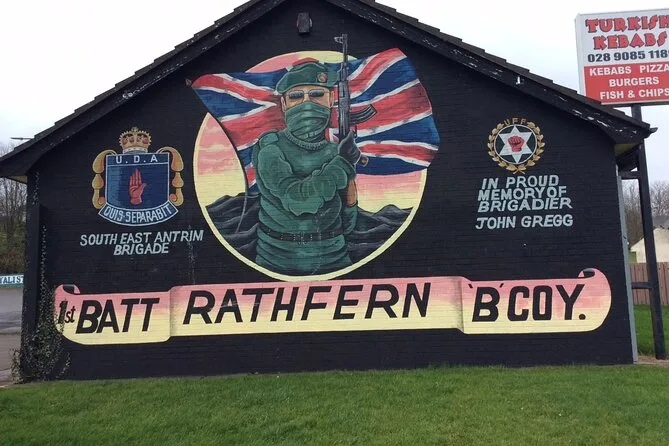 TURKISH
KEBABS
028 9085 118
KEBABS PIZZA
BURGERS
FISH & CHIPS
U.D.A
QUIS SEPARABIT
SOUTH EAST ANTRIM
BRIGADE
UFF
IN PROUD
MEMORY OF
BRIGADIER
JOHN GREGG
1st BATT RATHFERN 'B' COY.